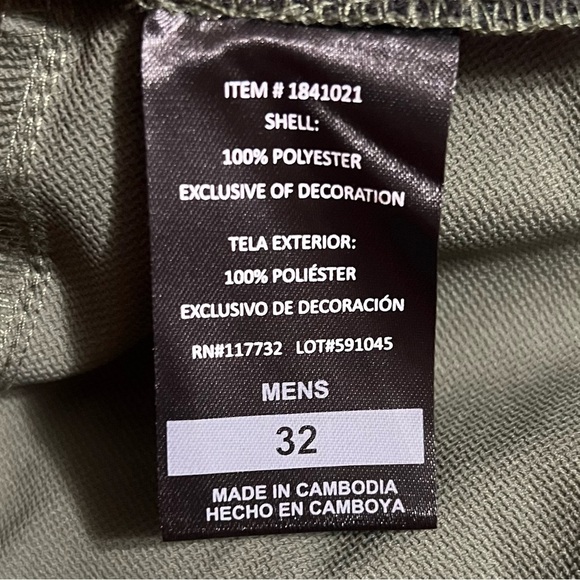 ITEM # 1841021
SHELL:
100% POLYESTER
EXCLUSIVE OF DECORATION
TELA EXTERIOR:
100% POLIÉSTER
EXCLUSIVO DE DECORACIÓN
RN#117732 LOT#591045
MENS
32
MADE IN CAMBODIA
HECHO EN CAMBOYA